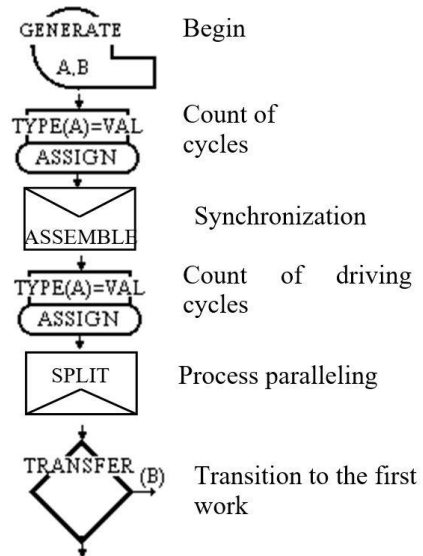 GENERATE
Begin
A,B
TYPE(A)=VAL
ASSIGN
Count of
cycles
ASSEMBLE
Synchronization
TYPE(A)=VAL
ASSIGN
Count of driving
cycles
SPLIT
Process paralleling
TRANSFER
(B)
Transition to the first
work